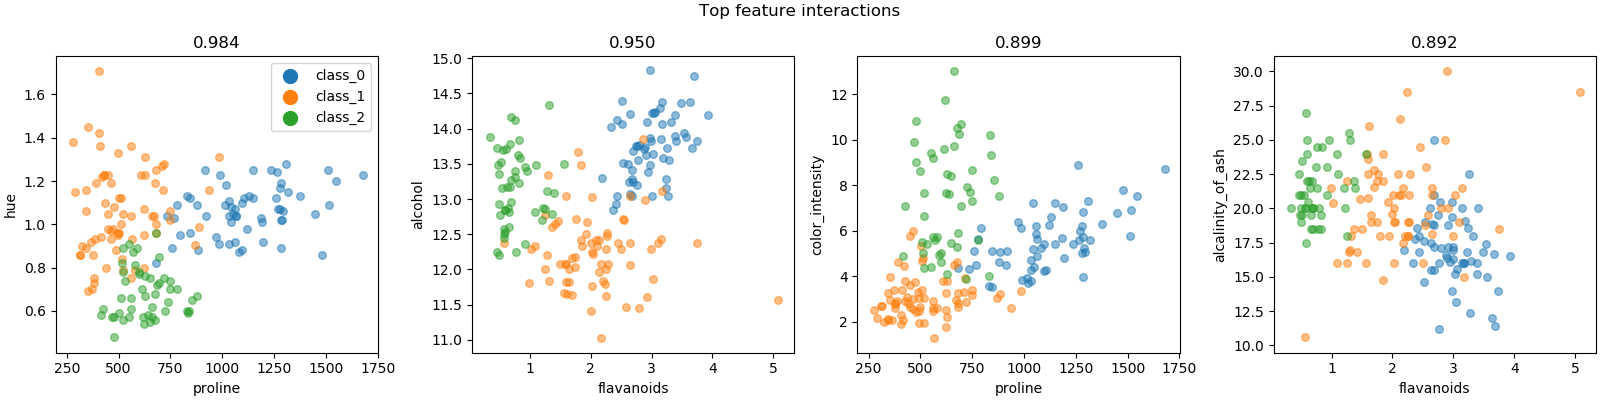 Top feature interactions
0.984
hue
1.6
1.4
1.2
1.0
0.8
0.6
class_0
class_1
class_2
250 500 750 1000 1250 1500 1750
proline
0.950
alcohol
15.0
14.5
14.0
13.5
13.0
12.5
12.0
11.5
11.0
1 2 3 4 5
flavanoids
0.899
color_intensity
12
10
8
6
4
2
250 500 750 1000 1250 1500 1750
proline
0.892
alcalinity_of_ash
30.0
27.5
25.0
22.5
20.0
17.5
15.0
12.5
10.0
1 2 3 4 5
flavanoids